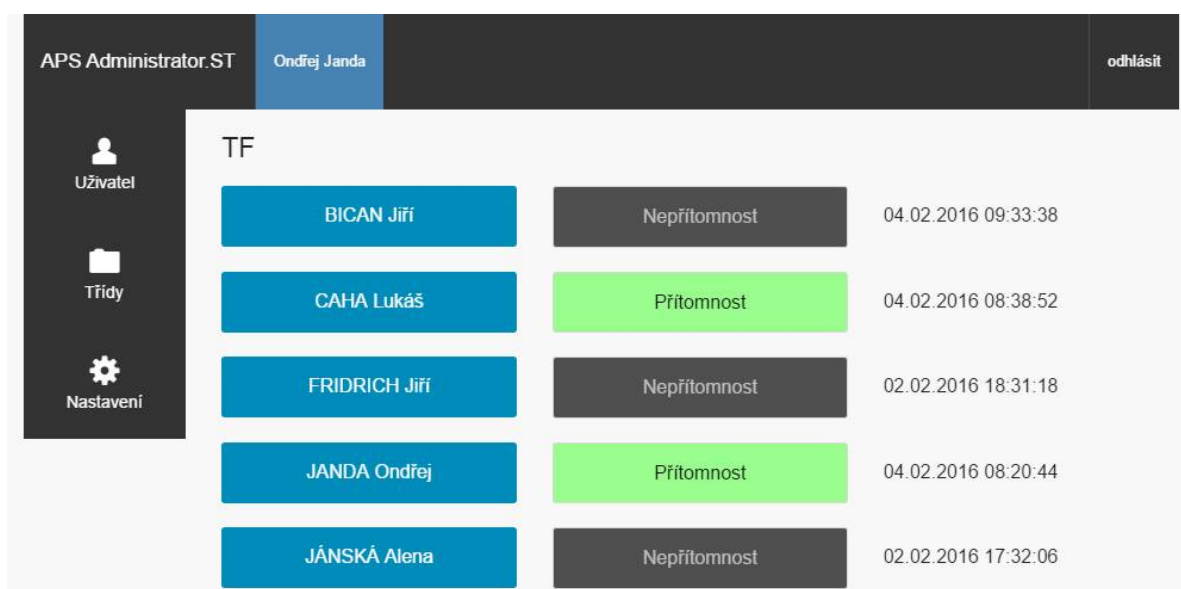 APS Administrator.ST Ondřej Janda odhlásit
Uživatel
Třídy
Nastavení
TF
BICAN Jiří Nepřítomnost 04.02.2016 09:33:38
CAHA Lukáš Přítomnost 04.02.2016 08:38:52
FRIDRICH Jiří Nepřítomnost 02.02.2016 18:31:18
JANDA Ondřej Přítomnost 04.02.2016 08:20:44
JÁNSKÁ Alena Nepřítomnost 02.02.2016 17:32:06